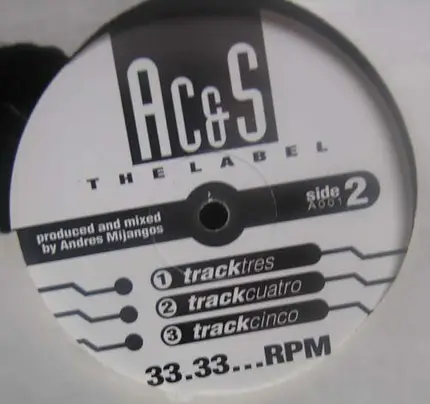 AC&S
THE LABEL
produced and mixed
by Andres Mijangos
side 2
A001
1 tracktres
2 trackcuatro
3 trackcinco
33.33...RPM